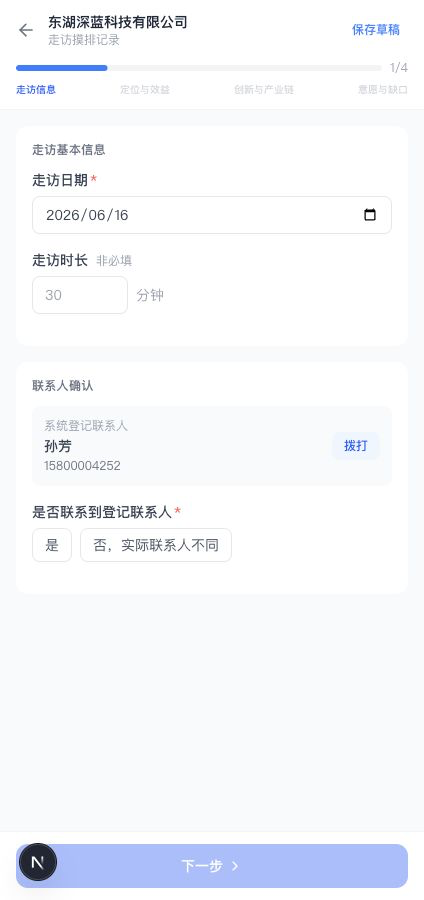 东湖深蓝科技有限公司
走访摸排记录
保存草稿
1/4
走访信息
定位与效益
创新与产业链
意愿与缺口
走访基本信息
走访日期*
2026/06/16
走访时长 非必填
30 分钟
联系人确认
系统登记联系人
孙芳
15800004252
拨打
是否联系到登记联系人*
是
否，实际联系人不同
N
下一步